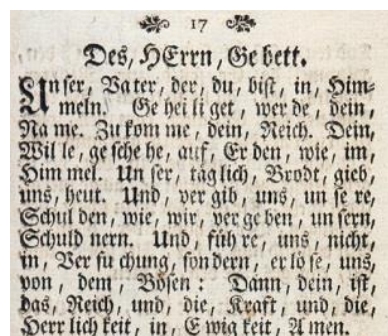 17
Des, HErrn, Ge bett.
Un ser, Va ter, der, du, bist, in, Him-
meln. Ge hei li get, wer de, dein,
Na me. Zu kom me, dein, Reich. Dein,
Wil le, ge sche he, auf, Er den, wie, im,
Him mel. Un ser, täg lich, Brodt, gieb,
uns, heut. Und, ver gib, uns, un se re,
Schul den, wie, wir, ver ge ben, un sern,
Schuld nern. Und, füh re, uns, nicht,
in, Ver su chung, son dern, er lö se, uns,
von, dem, Bösen: Dann, dein, ist,
das, Reich, und, die, Kraft, und, die,
Herr lich keit, in, E wig keit, A men.